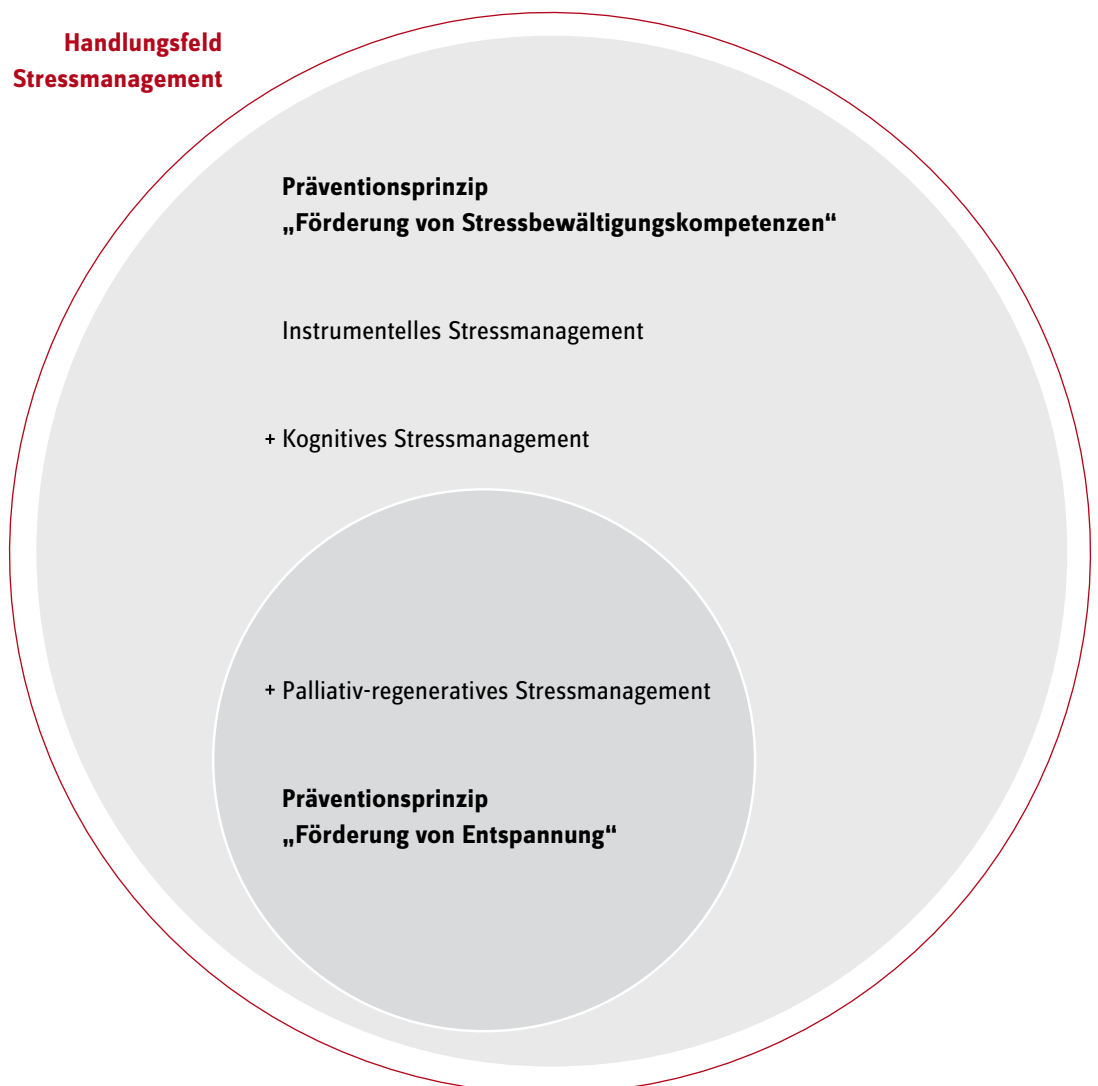 Handlungsfeld
Stressmanagement
Präventionsprinzip
„Förderung von Stressbewältigungskompetenzen“
Instrumentelles Stressmanagement
+ Kognitives Stressmanagement
+ Palliativ-regeneratives Stressmanagement
Präventionsprinzip
„Förderung von Entspannung“